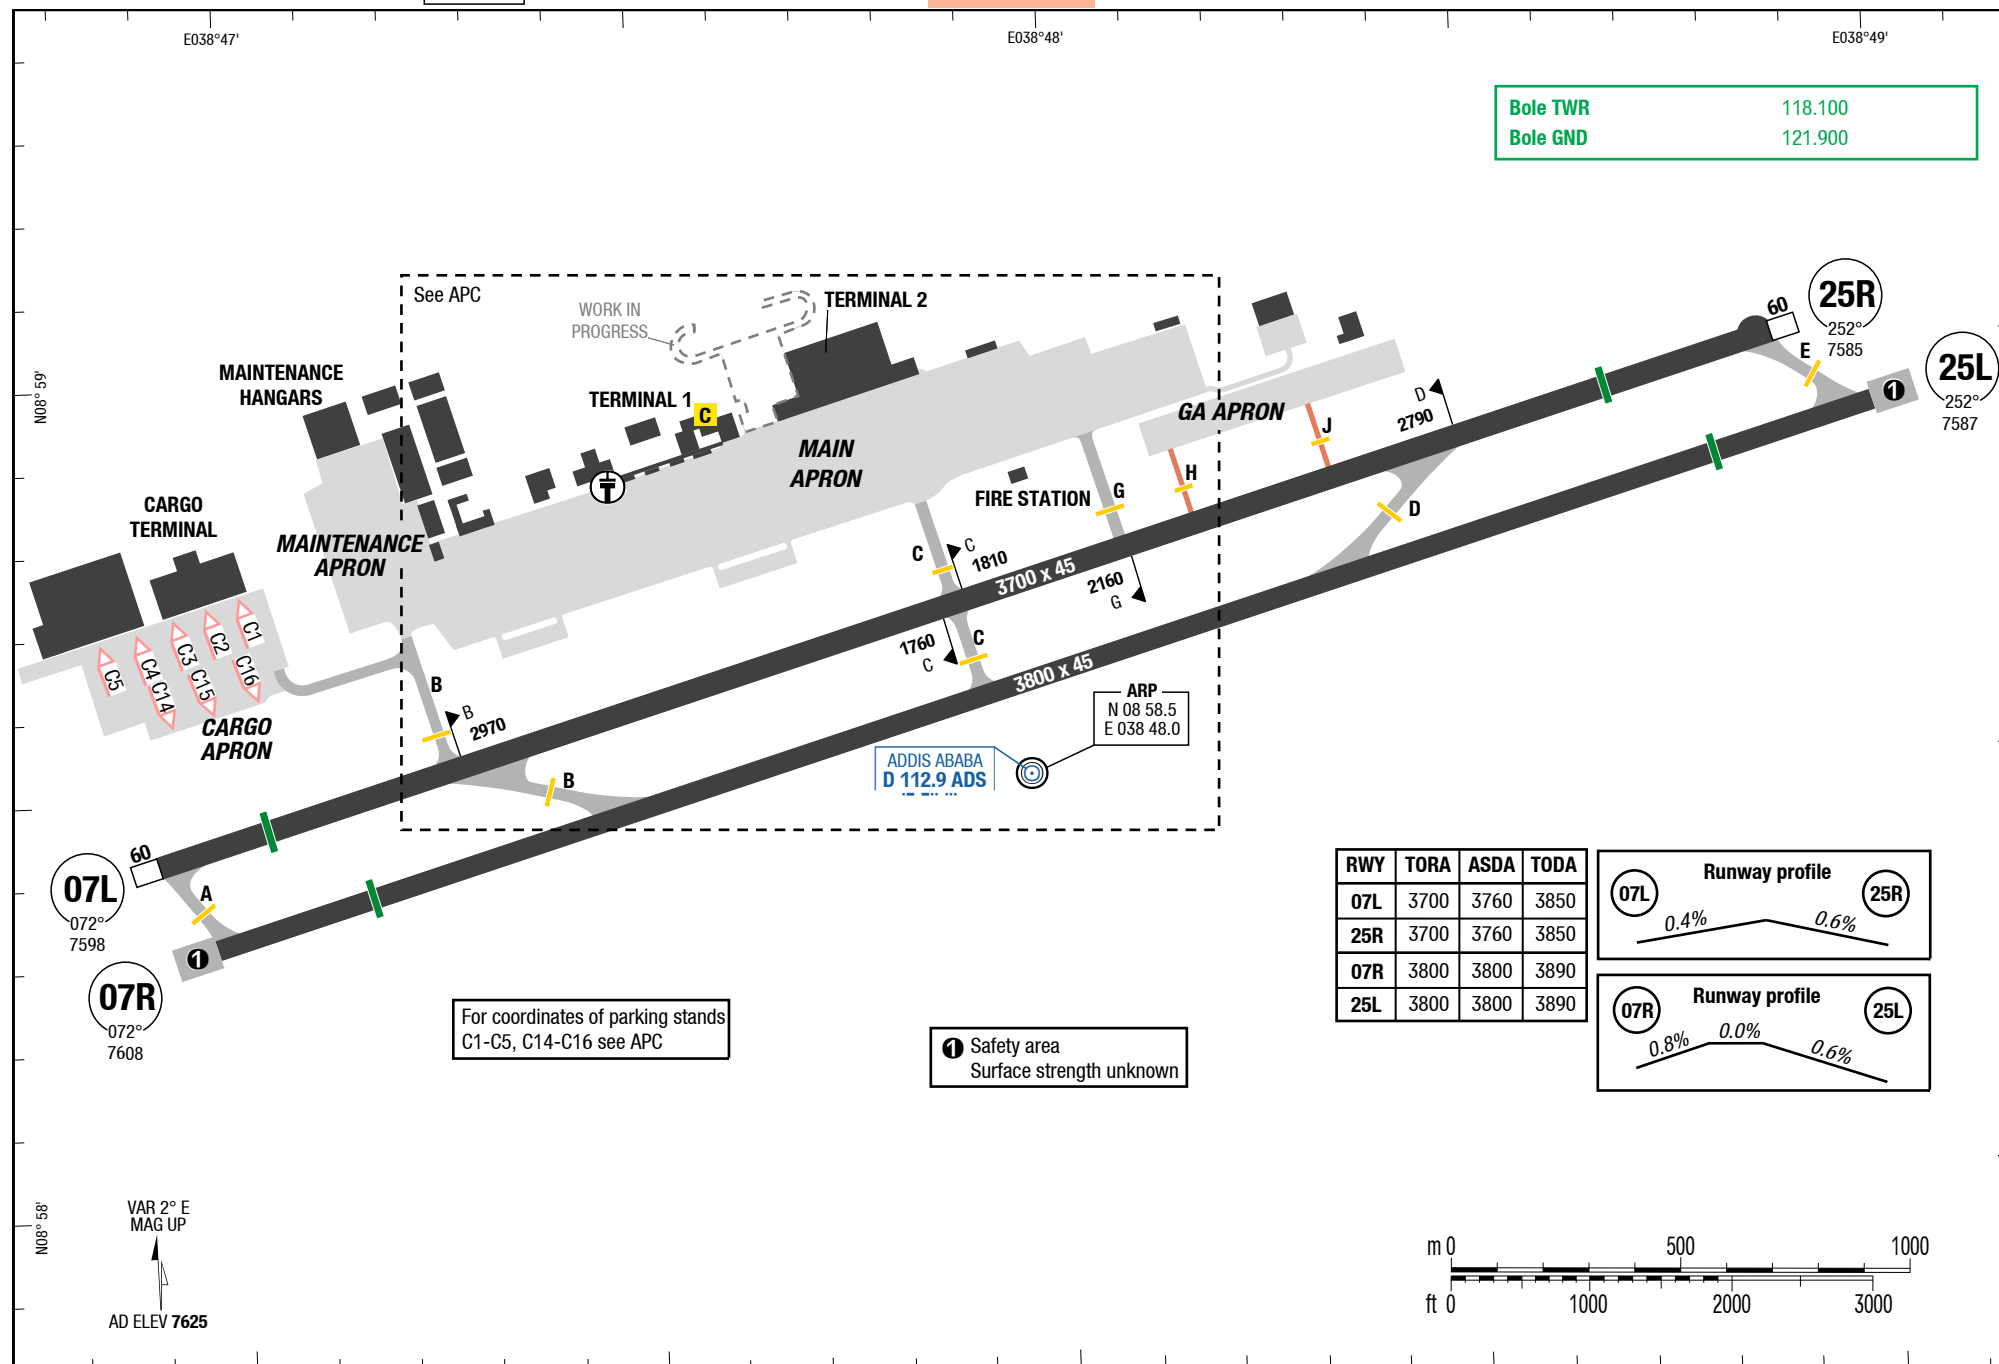 E038°47'
E038°48'
E038°49'
Bole TWR 118.100
Bole GND 121.900
See APC
WORK IN
PROGRESS
TERMINAL 2
25R
252°
7585
60
E
25L
252°
7587
1
N08° 59'
MAINTENANCE
HANGARS
TERMINAL 1
C
MAIN
APRON
GA APRON
D
2790
J
H
G
D
FIRE STATION
CARGO
TERMINAL
MAINTENANCE
APRON
C
C
1810
3700 x 45
2160
G
1760
C
C
3800 x 45
C1
C2
C3
C4
C5
C16
C15
C14
CARGO
APRON
B
B
2970
B
ARP
N 08 58.5
E 038 48.0
ADDIS ABABA
D 112.9 ADS
60
07L
072°
7598
A
1
07R
072°
7608
RWY TORA ASDA TODA
07L 3700 3760 3850
25R 3700 3760 3850
07R 3800 3800 3890
25L 3800 3800 3890
Runway profile
07L
25R
0.4%
0.6%
Runway profile
07R
25L
0.8%
0.0%
0.6%
For coordinates of parking stands
C1-C5, C14-C16 see APC
1 Safety area
Surface strength unknown
N08° 58'
VAR 2° E
MAG UP
AD ELEV 7625
m 0 500 1000
ft 0 1000 2000 3000